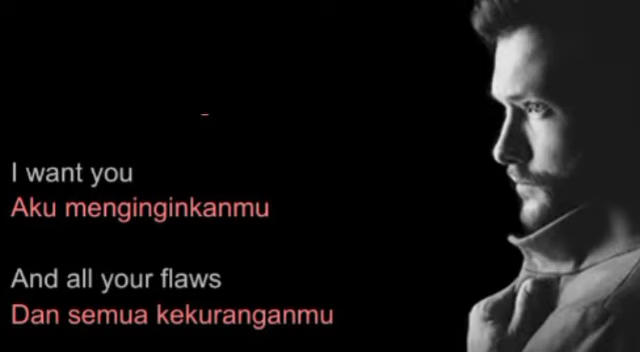 I want you
Aku menginginkanmu
And all your flaws
Dan semua kekuranganmu